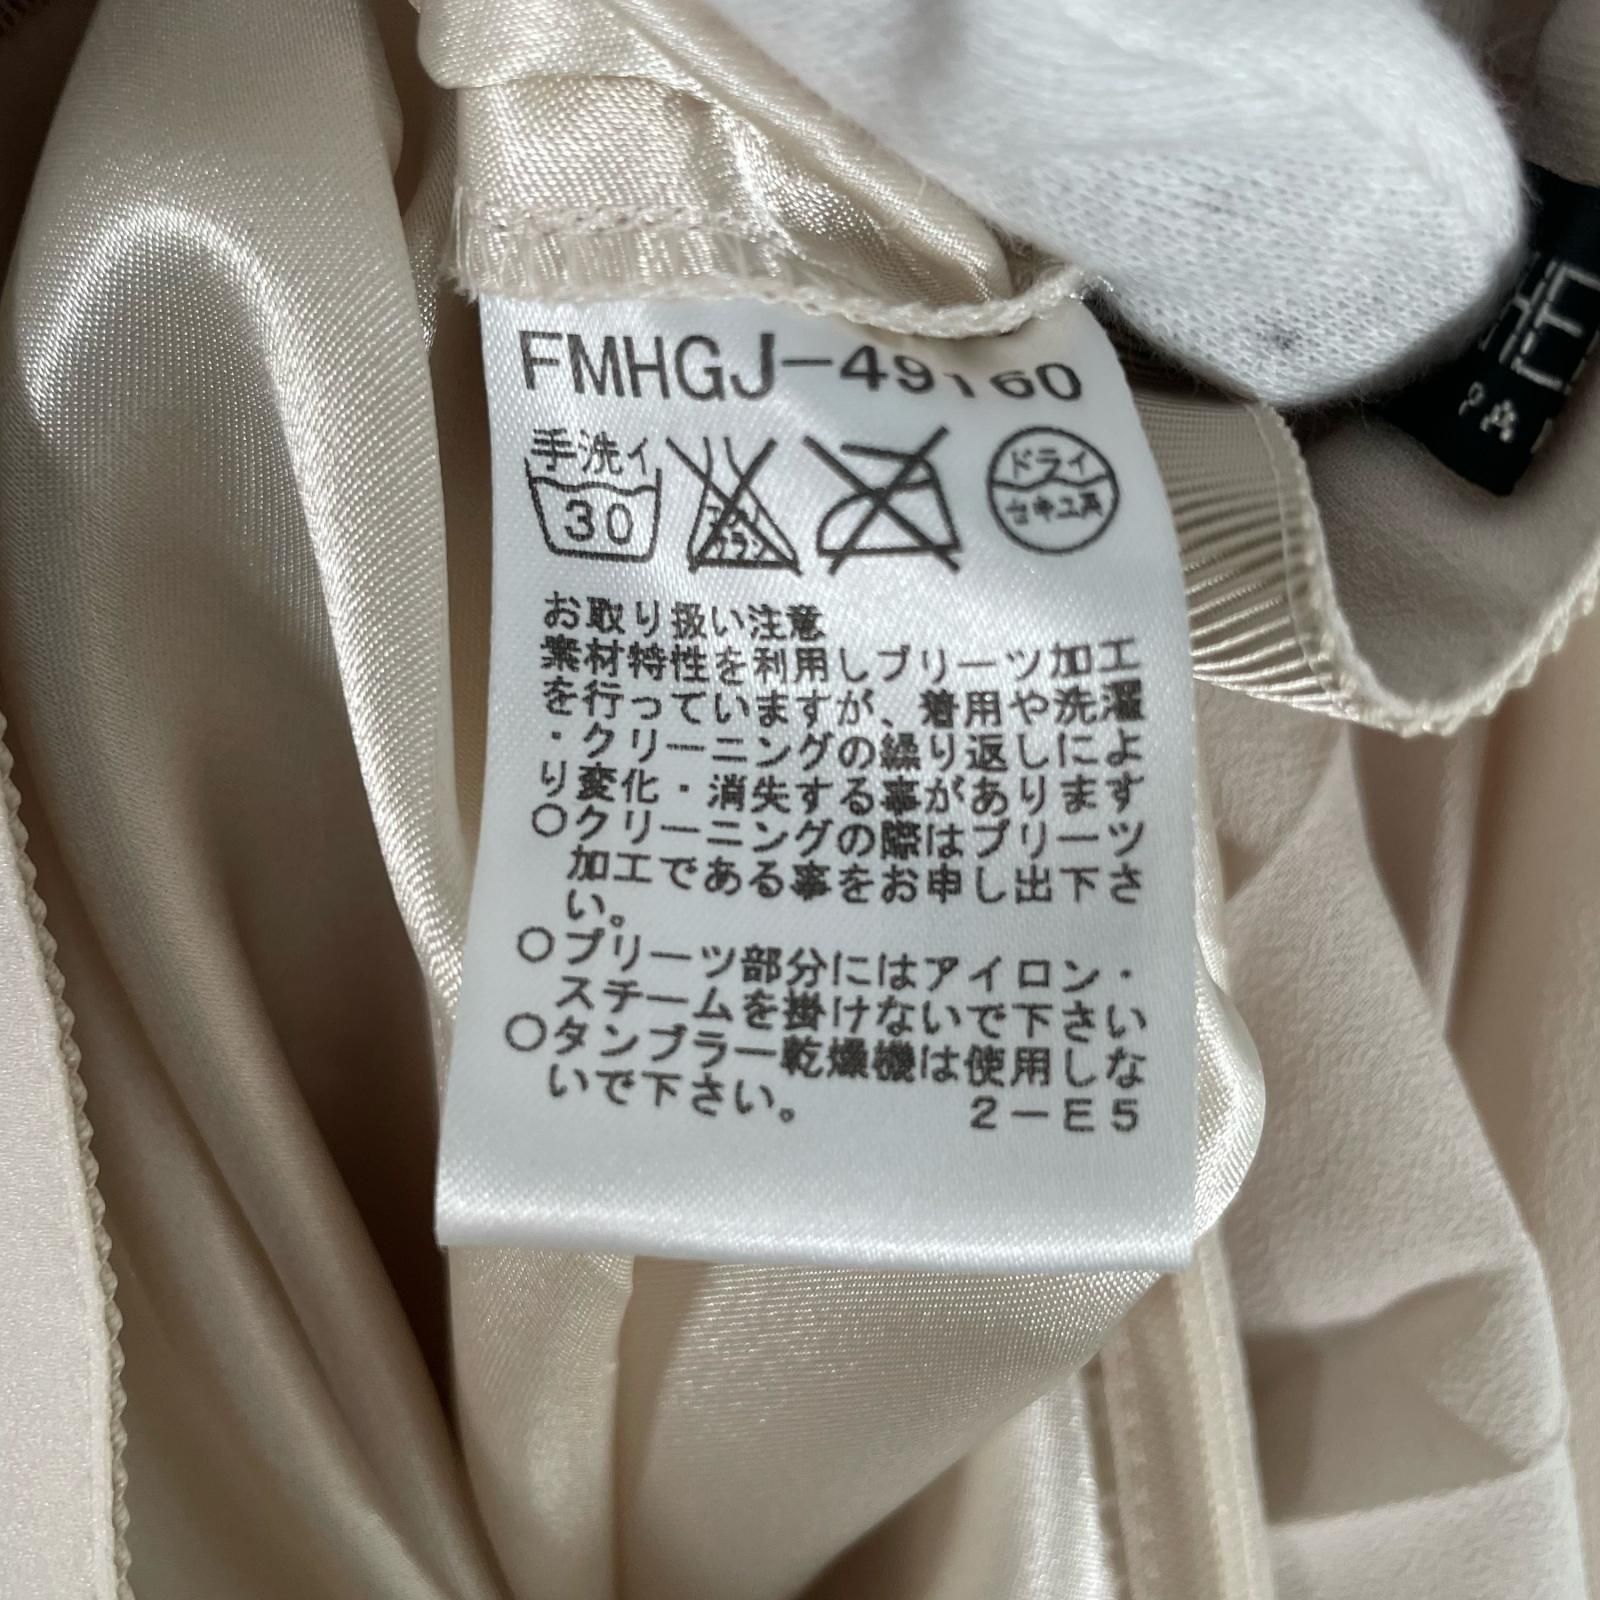 FMHGJ-49160
手洗イ
30
ドライ
セキユ系
お取り扱い注意
素材特性を利用しプリーツ加工
を行っていますが、着用や洗濯
・クリーニングの繰り返しによ
り変化・消失する事があります
○クリーニングの際はプリーツ
加工である事をお申し出下さ
い。
○プリーツ部分にはアイロン・
スチームを掛けないで下さい
○タンブラー乾燥機は使用しな
いで下さい。
2-E5